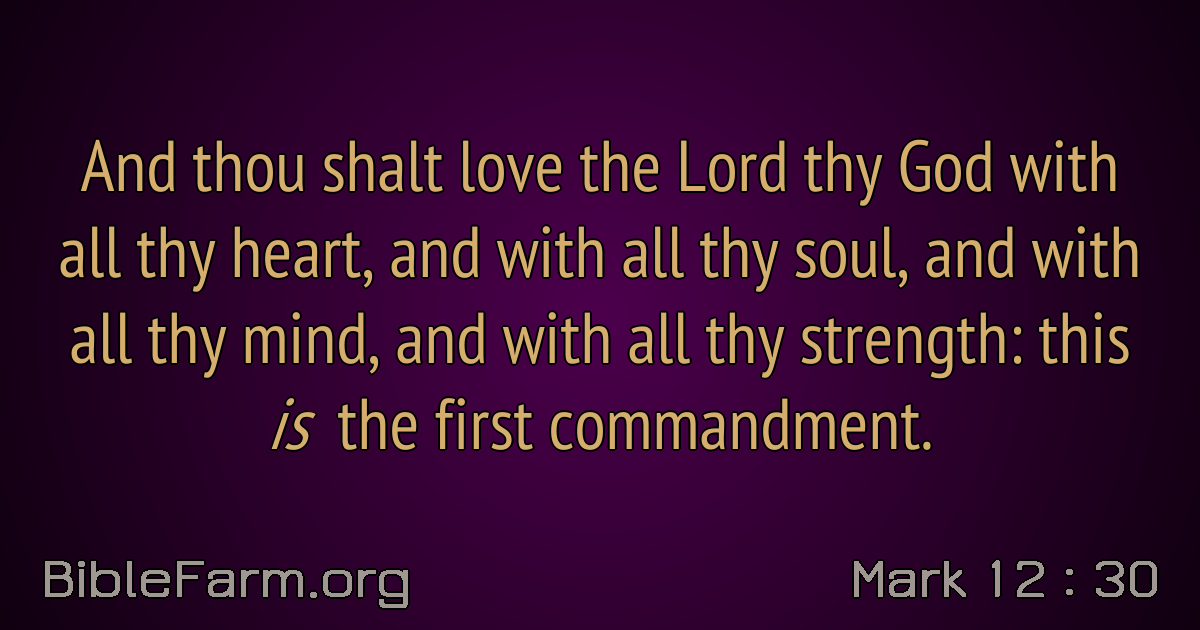 And thou shalt love the Lord thy God with
all thy heart, and with all thy soul, and with
all thy mind, and with all thy strength: this
is the first commandment.
BibleFarm.org
Mark 12 : 30